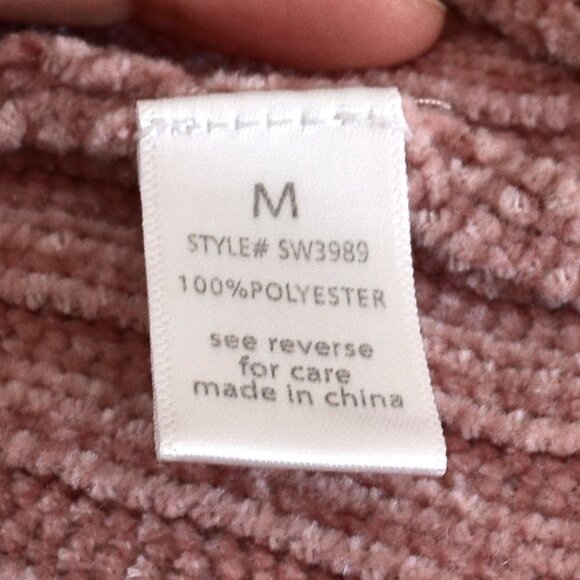 M
STYLE# SW3989
100%POLYESTER
see reverse
for care
made in china